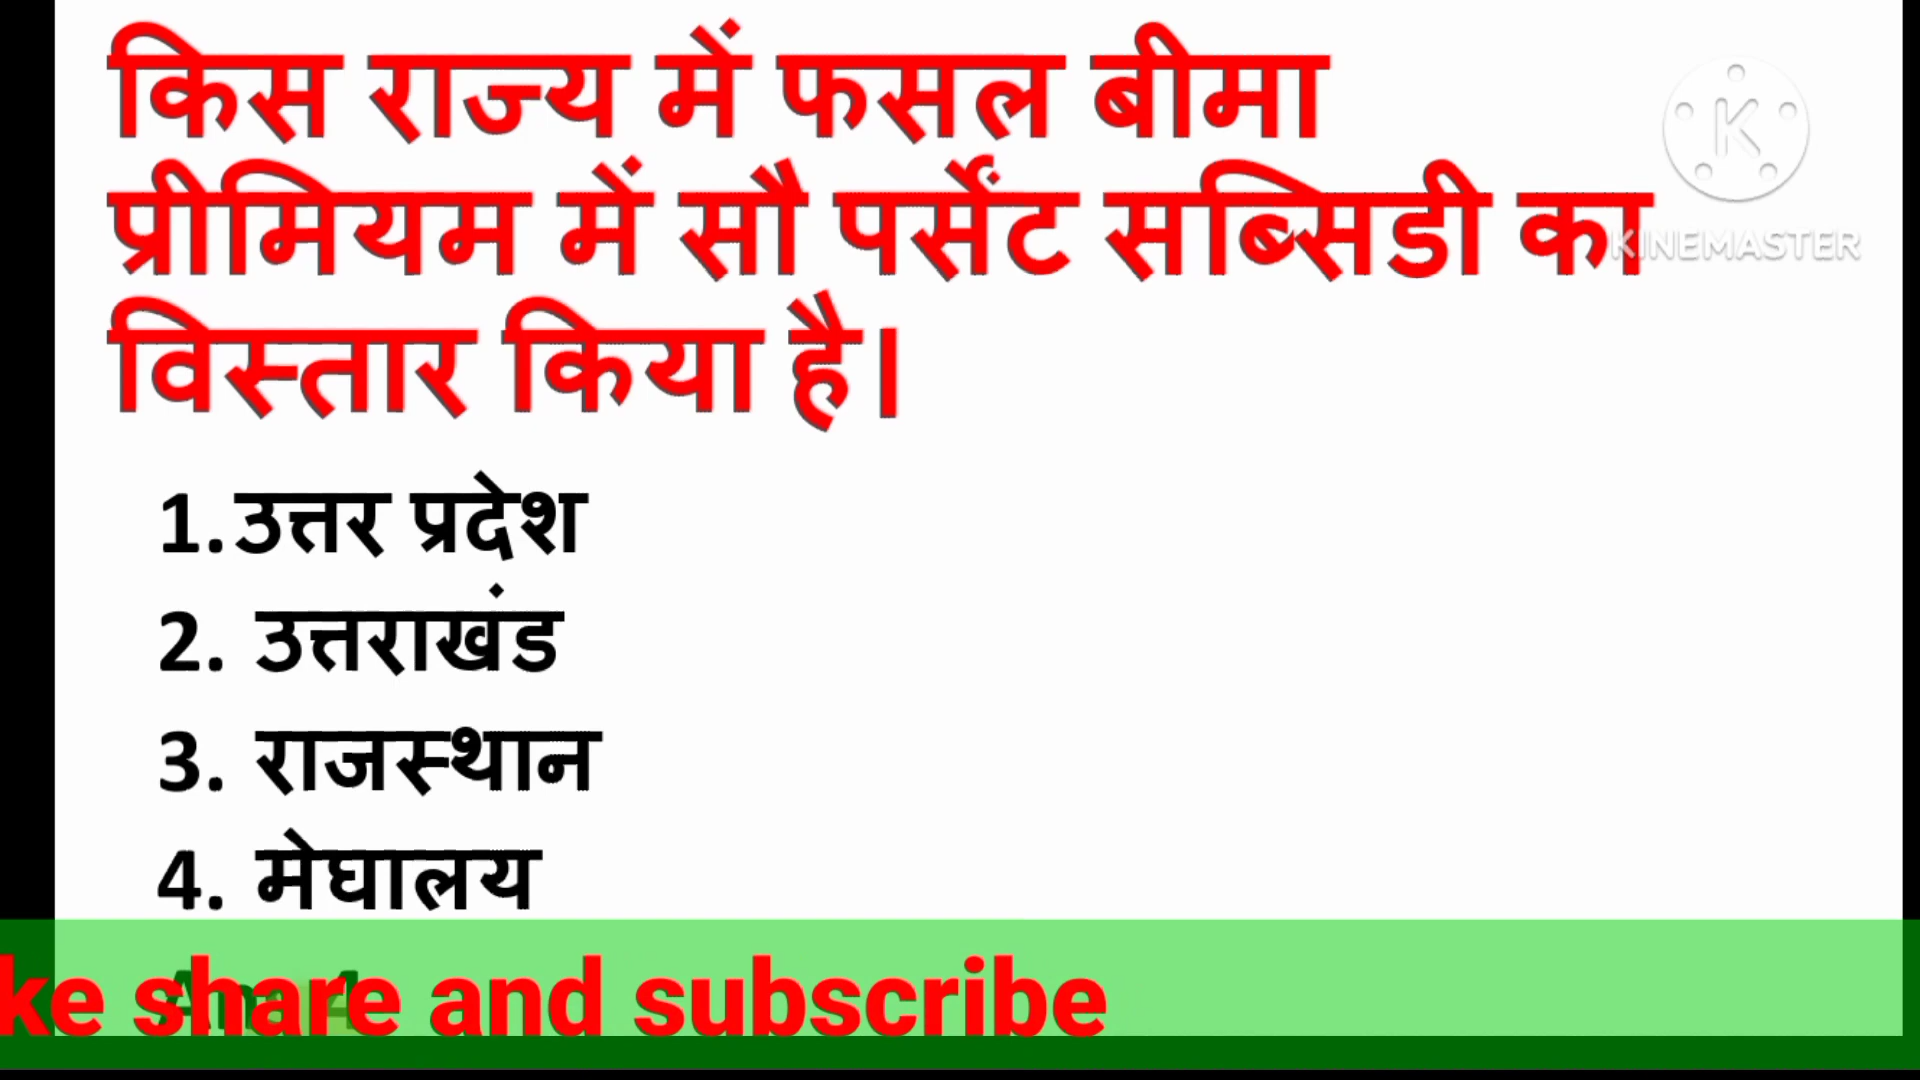 किस राज्य में फसल बीमा
प्रीमियम में सौ पर्सेंट सब्सिडी का
विस्तार किया है।
KINEMASTER
1.उत्तर प्रदेश
2. उत्तराखंड
3. राजस्थान
4. मेघालय
ke share and subscribe